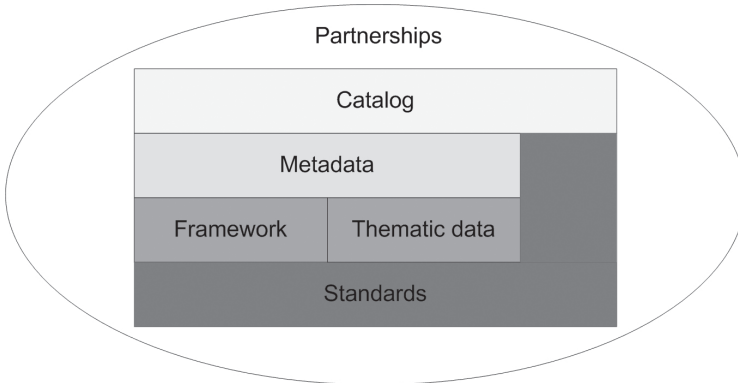 Partnerships
Catalog
Metadata
Framework Thematic data
Standards